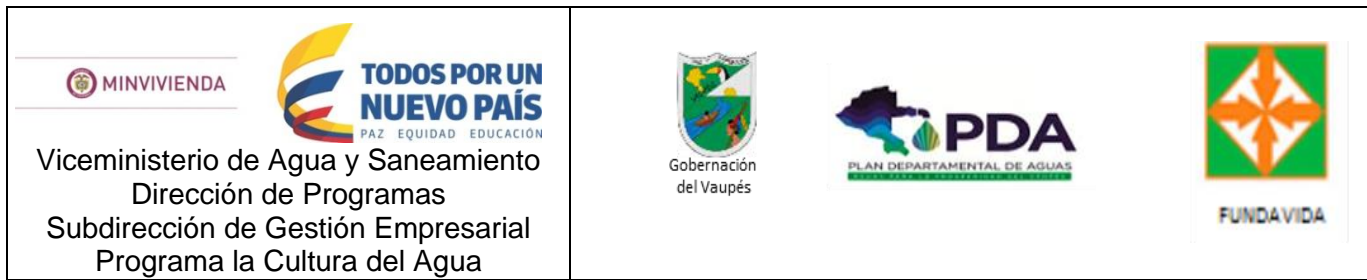 MINVIVIENDA
TODOS POR UN
NUEVO PAÍS
PAZ EQUIDAD EDUCACIÓN
Viceministerio de Agua y Saneamiento
Dirección de Programas
Subdirección de Gestión Empresarial
Programa la Cultura del Agua
Gobernación
del Vaupés
PDA
PLAN DEPARTAMENTAL DE AGUAS
FUNDAVIDA